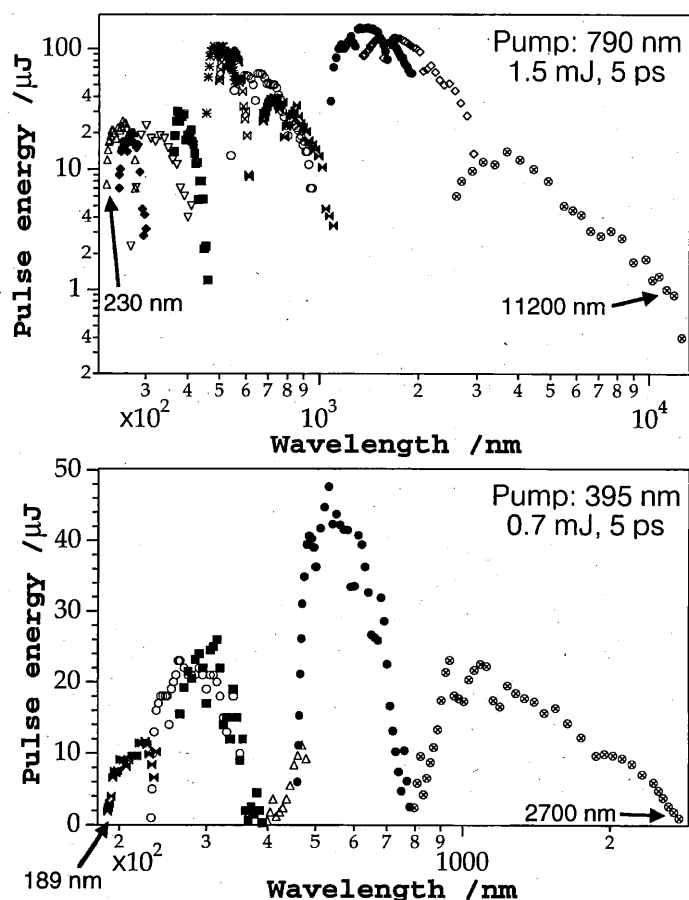 Pump: 790 nm
1.5 mJ, 5 ps
Pulse energy /µJ
100
4
2
10
4
2
1
4
2
230 nm
11200 nm
3 4 5 6 7 8 9 2 3 4 5 6 7 8 9
x10² 10³ 10⁴
Wavelength /nm
Pump: 395 nm
0.7 mJ, 5 ps
Pulse energy /µJ
50
40
30
20
10
0
189 nm
2700 nm
2 3 4 5 6 7 8 9 2
x10² 1000
Wavelength /nm